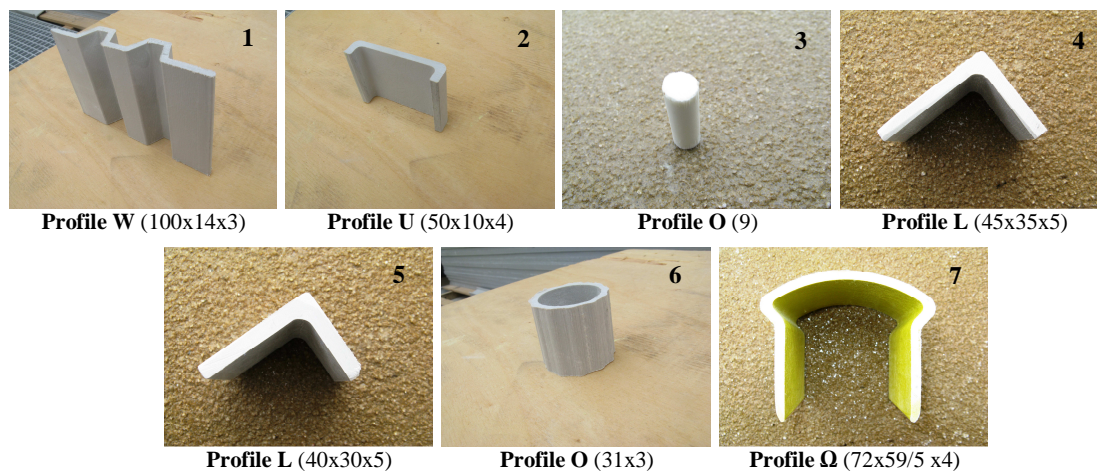 1
2
3
4
Profile W (100x14x3)
Profile U (50x10x4)
Profile O (9)
Profile L (45x35x5)
5
6
7
Profile L (40x30x5)
Profile O (31x3)
Profile Ω (72x59/5 x4)